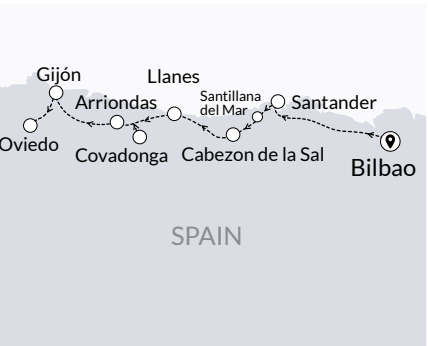 Gijón
Llanes
Arriondas
Santillana
del Mar
Santander
Oviedo
Covadonga
Cabezon de la Sal
Bilbao
SPAIN